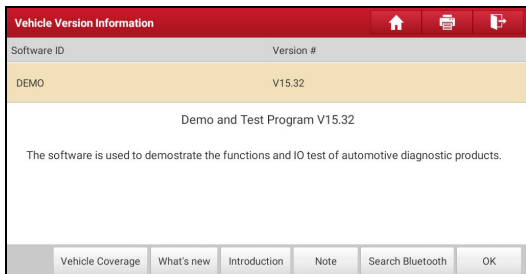 Vehicle Version Information
Software ID Version #
DEMO V15.32
Demo and Test Program V15.32
The software is used to demostrate the functions and IO test of automotive diagnostic products.
Vehicle Coverage What's new Introduction Note Search Bluetooth OK